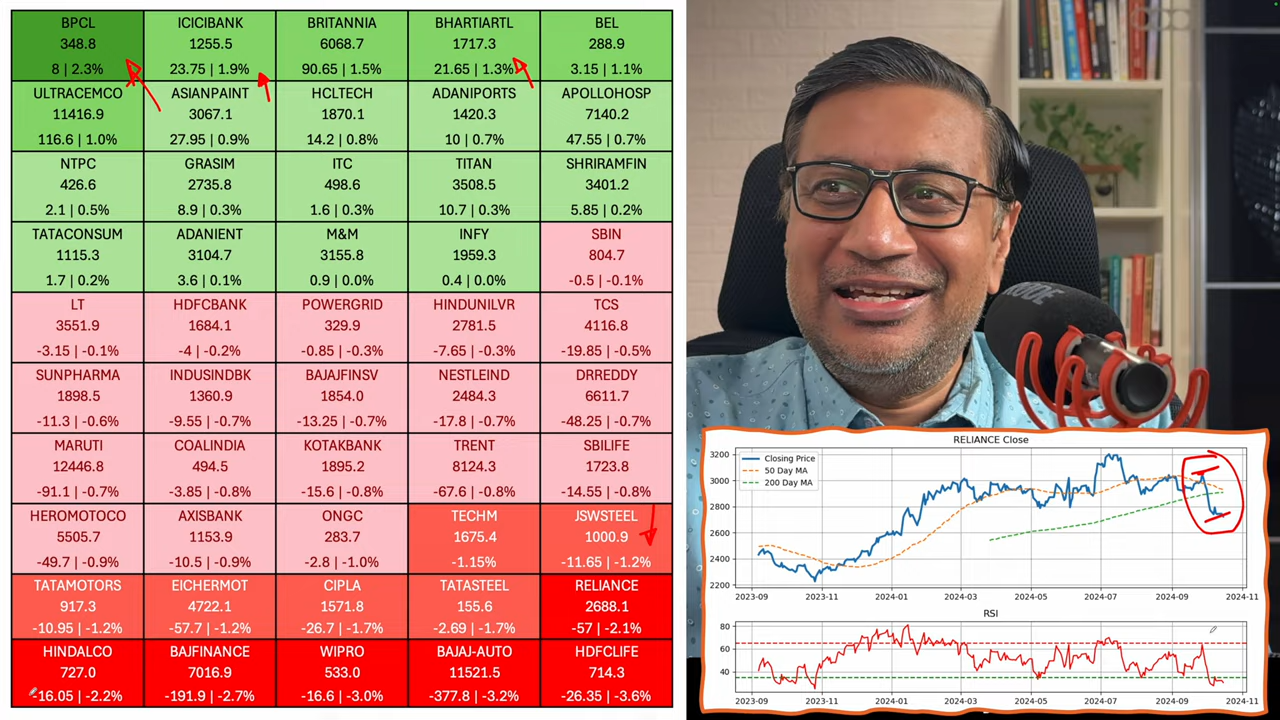 BPCL ICICIBANK BRITANNIA BHARTIARTL BEL
348.8 1255.5 6068.7 1717.3 288.9
8 | 2.3% 23.75 | 1.9% 90.65 | 1.5% 21.65 | 1.3% 3.15 | 1.1%
ULTRACEMCO ASIANPAINT HCLTECH ADANIPORTS APOLLOHOSP
11416.9 3067.1 1870.1 1420.3 7140.2
116.6 | 1.0% 27.95 | 0.9% 14.2 | 0.8% 10 | 0.7% 47.55 | 0.7%
NTPC GRASIM ITC TITAN SHRIRAMFIN
426.6 2735.8 498.6 3508.5 3401.2
2.1 | 0.5% 8.9 | 0.3% 1.6 | 0.3% 10.7 | 0.3% 5.85 | 0.2%
TATACONSUM ADANIENT M&M INFY SBIN
1115.3 3104.7 3155.8 1959.3 804.7
1.7 | 0.2% 3.6 | 0.1% 0.9 | 0.0% 0.4 | 0.0% -0.5 | -0.1%
LT HDFCBANK POWERGRID HINDUNILVR TCS
3551.9 1684.1 329.9 2781.5 4116.8
-3.15 | -0.1% -4 | -0.2% -0.85 | -0.3% -7.65 | -0.3% -19.85 | -0.5%
SUNPHARMA INDUSINDBK BAJAJFINSV NESTLEIND DRREDDY
1898.5 1360.9 1854.0 2484.3 6611.7
-11.3 | -0.6% -9.55 | -0.7% -13.25 | -0.7% -17.8 | -0.7% -48.25 | -0.7%
MARUTI COALINDIA KOTAKBANK TRENT SBILIFE
12446.8 494.5 1895.2 8124.3 1723.8
-91.1 | -0.7% -3.85 | -0.8% -15.6 | -0.8% -67.6 | -0.8% -14.55 | -0.8%
HEROMOTOCO AXISBANK ONGC TECHM JSWSTEEL
5505.7 1153.9 283.7 1675.4 1000.9
-49.7 | -0.9% -10.5 | -0.9% -2.8 | -1.0% -1.15% -11.65 | -1.2%
TATAMOTORS EICHERMOT CIPLA TATASTEEL RELIANCE
917.3 4722.1 1571.8 155.6 2688.1
-10.95 | -1.2% -57.7 | -1.2% -26.7 | -1.7% -2.69 | -1.7% -57 | -2.1%
HINDALCO BAJFINANCE WIPRO BAJAJ-AUTO HDFCLIFE
727.0 7016.9 533.0 11521.5 714.3
-16.05 | -2.2% -191.9 | -2.7% -16.6 | -3.0% -377.8 | -3.2% -26.35 | -3.6%
RELIANCE Close
Closing Price
50 Day MA
200 Day MA
3200
3000
2800
2600
2400
2200
2023-09 2023-11 2024-01 2024-03 2024-05 2024-07 2024-09 2024-11
RSI
80
60
40
2023-09 2023-11 2024-01 2024-03 2024-05 2024-07 2024-09 2024-11